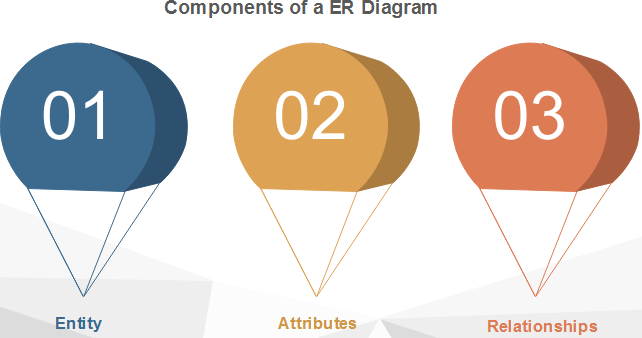 Components of a ER Diagram
01
02
03
Entity
Attributes
Relationships